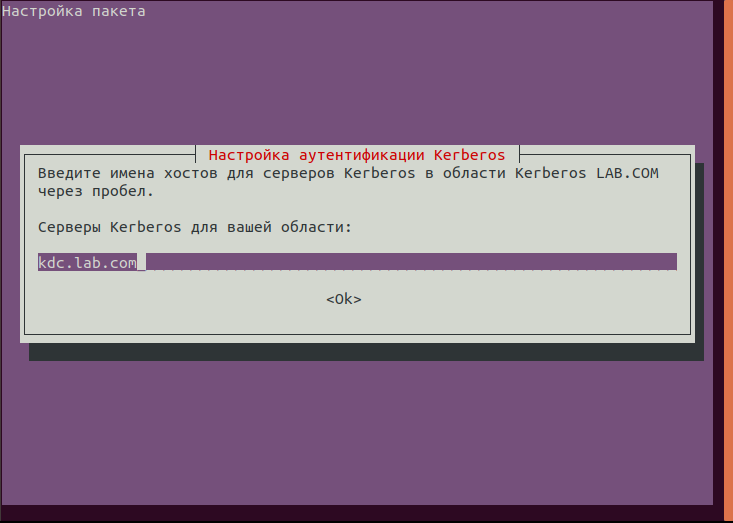 Настройка пакета
Настройка аутентификации Kerberos
Введите имена хостов для серверов Kerberos в области Kerberos LAB.COM
через пробел.
Серверы Kerberos для вашей области:
kdc.lab.com
<Ok>